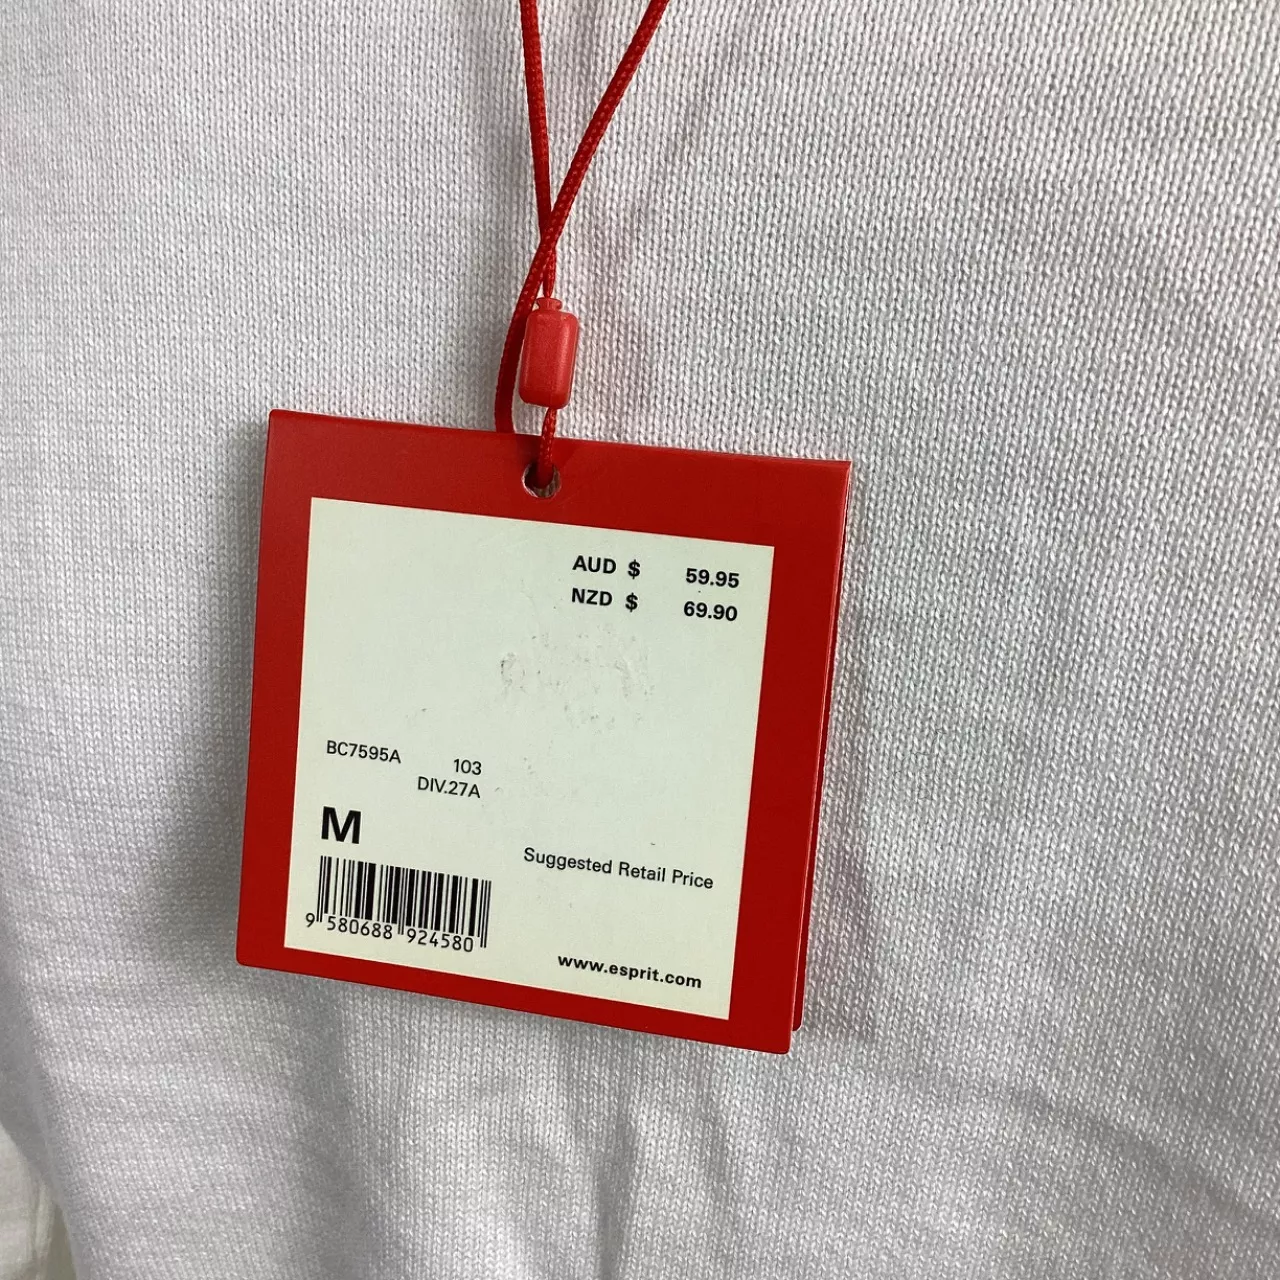 AUD $ 59.95
NZD $ 69.90
BC7595A 103
DIV.27A
M
Suggested Retail Price
9 580688 924580
www.esprit.com